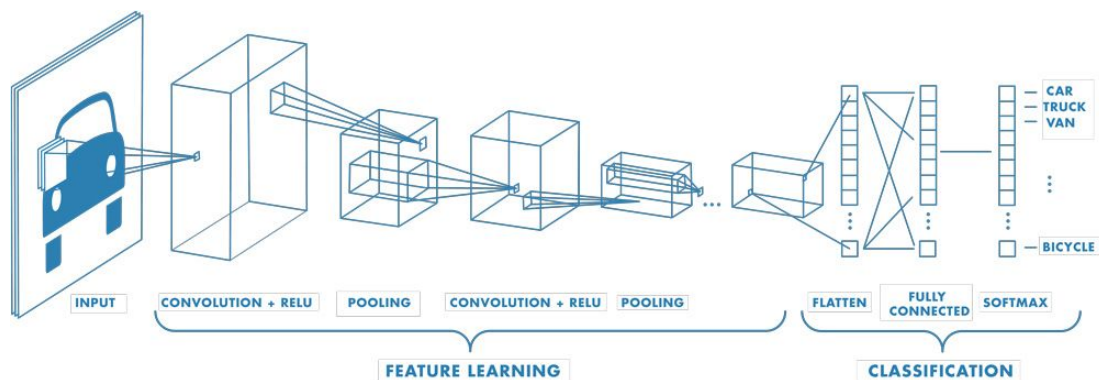 CAR
TRUCK
VAN
BICYCLE
INPUT
CONVOLUTION + RELU
POOLING
CONVOLUTION + RELU
POOLING
FLATTEN
FULLY
CONNECTED
SOFTMAX
FEATURE LEARNING
CLASSIFICATION